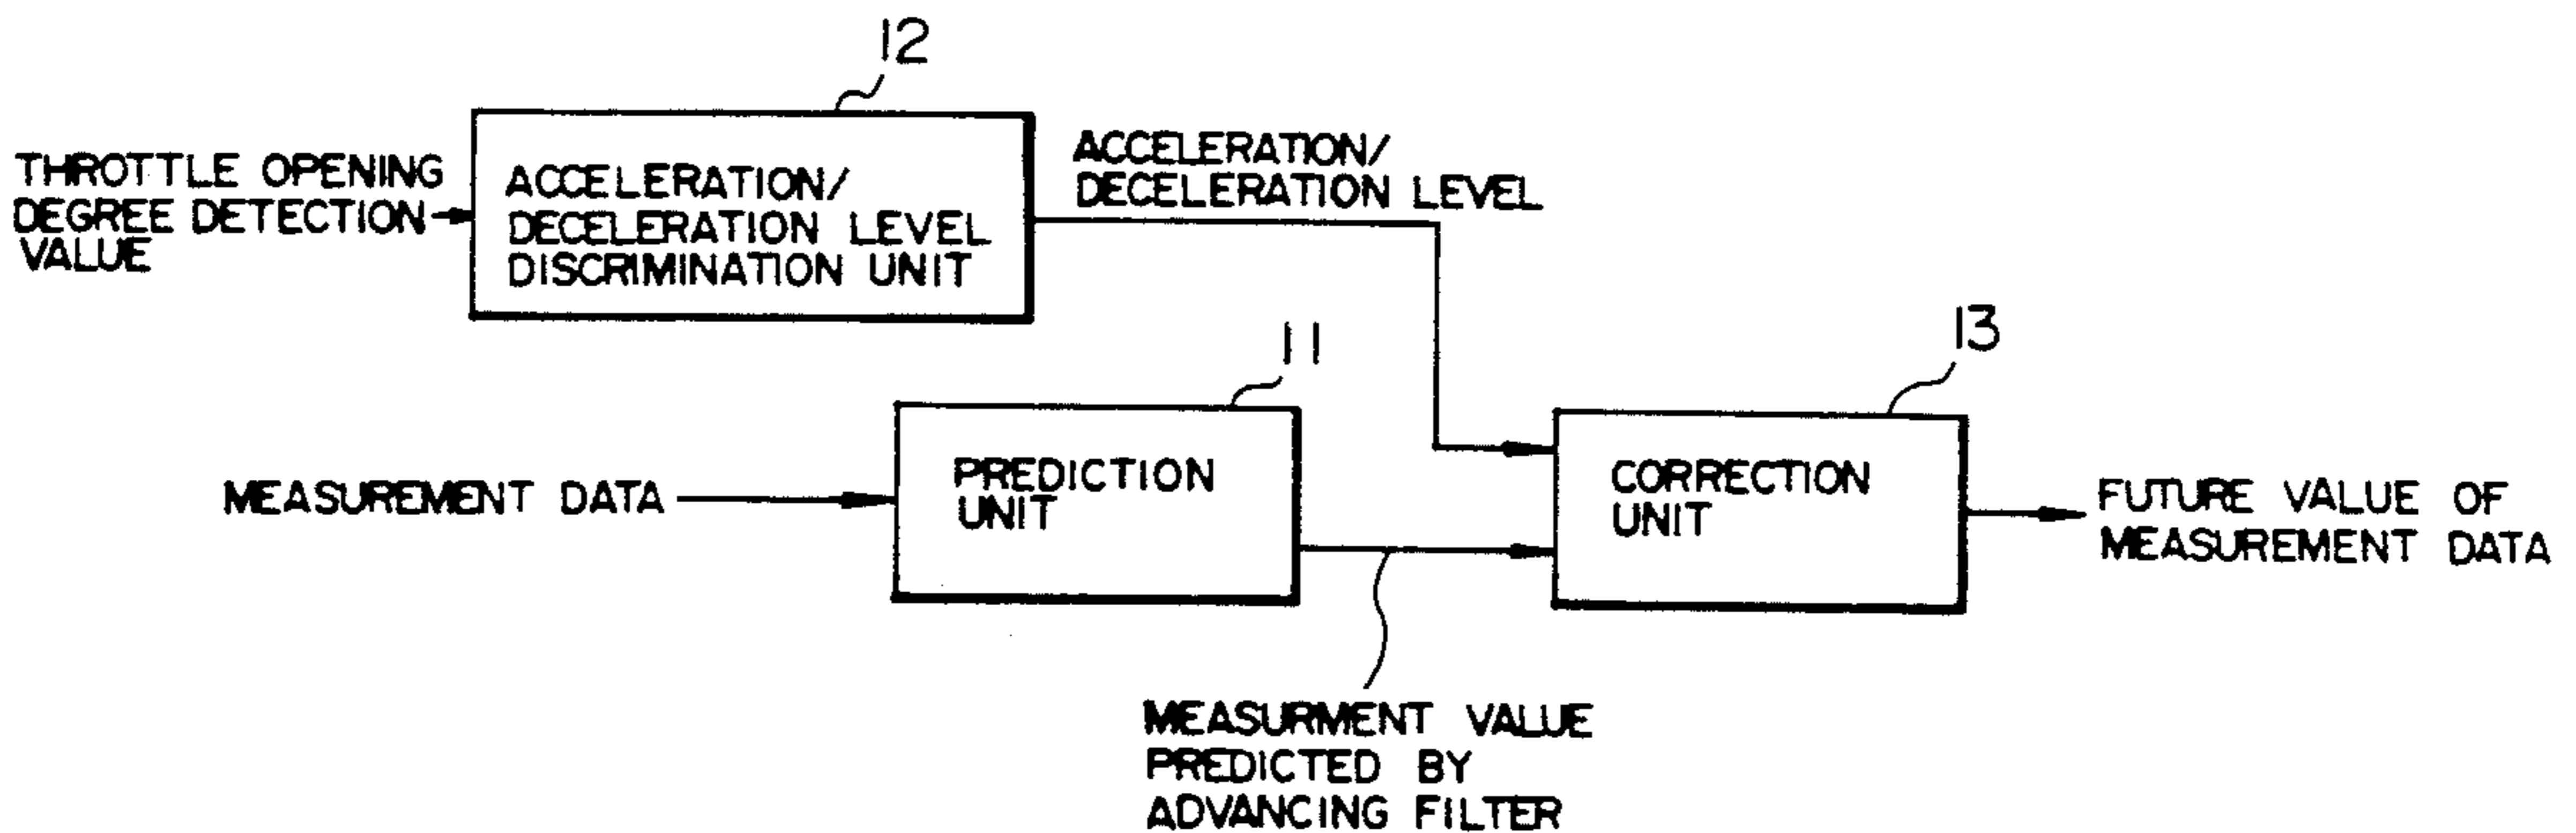 12
THROTTLE OPENING
DEGREE DETECTION
VALUE
ACCELERATION/
DECELERATION LEVEL
DISCRIMINATION UNIT
ACCELERATION/
DECELERATION LEVEL
11
13
MEASUREMENT DATA
PREDICTION
UNIT
CORRECTION
UNIT
FUTURE VALUE OF
MEASUREMENT DATA
MEASURMENT VALUE
PREDICTED BY
ADVANCING FILTER